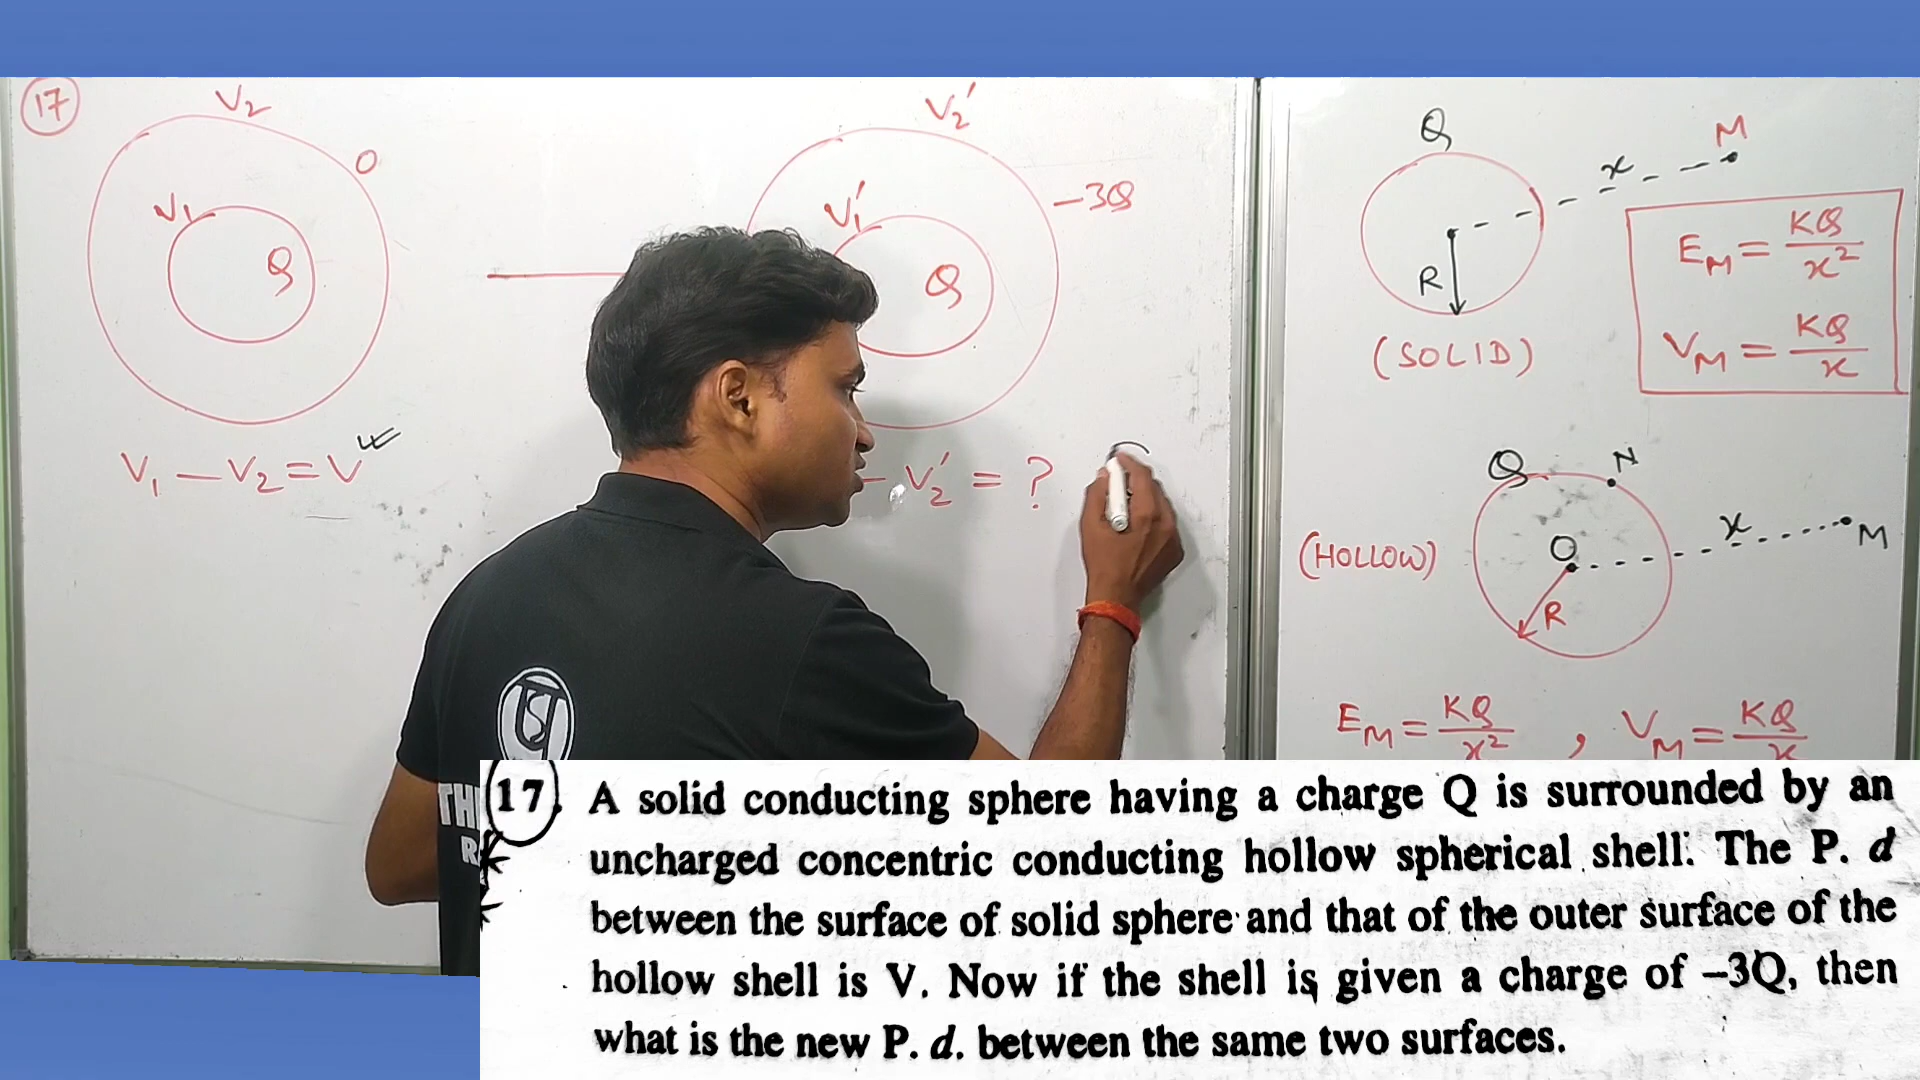 17
V₂
O
V₁
Q
V₁ – V₂ = V
V₂′
-3Q
V₁′
Q
– V₂′ = ?
Q
M
x
R
(SOLID)
E_M = KQ/x²
V_M = KQ/x
Q
N
(HOLLOW)
O
x
M
R
E_M = KQ/x² , V_M = KQ/x
TH
R
17. A solid conducting sphere having a charge Q is surrounded by an
uncharged concentric conducting hollow spherical shell. The P. d
between the surface of solid sphere and that of the outer surface of the
hollow shell is V. Now if the shell is given a charge of –3Q, then
what is the new P. d. between the same two surfaces.